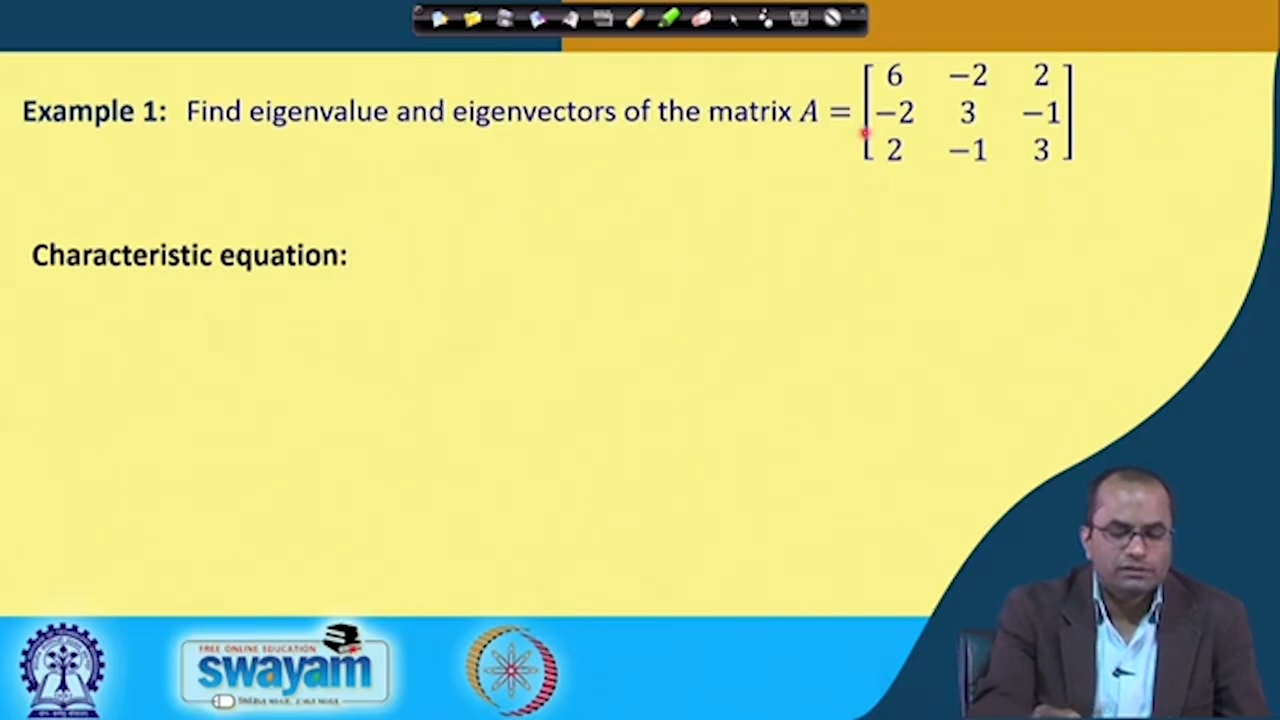 Example 1: Find eigenvalue and eigenvectors of the matrix A = [6 −2 2
−2 3 −1
2 −1 3]
Characteristic equation:
FREE ONLINE EDUCATION
swayam